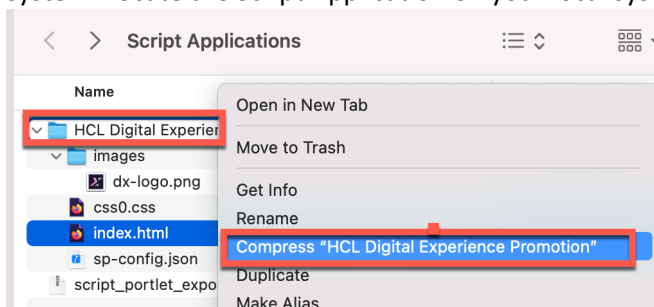 Script Applications
Name
HCL Digital Experien
images
dx-logo.png
css0.css
index.html
sp-config.json
script_portlet_expo
Open in New Tab
Move to Trash
Get Info
Rename
Compress “HCL Digital Experience Promotion”
Duplicate
Make Alias